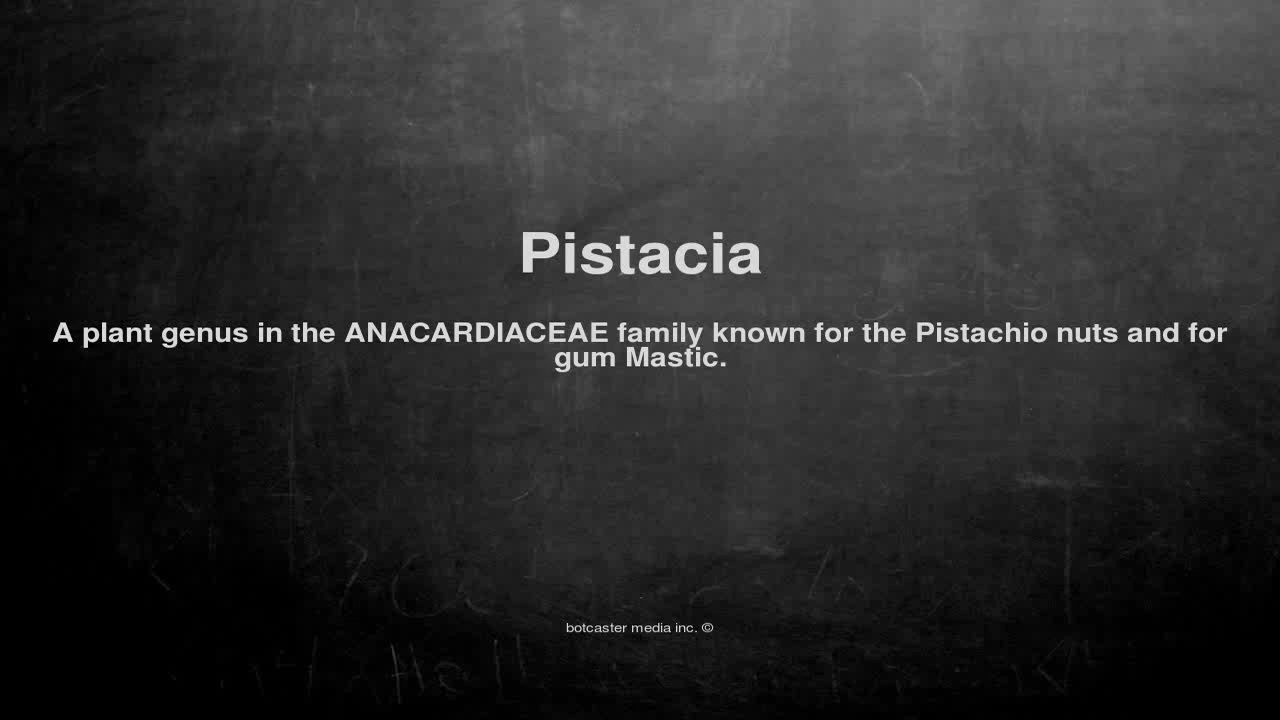 Pistacia
A plant genus in the ANACARDIACEAE family known for the Pistachio nuts and for
gum Mastic.
botcaster media inc. ©